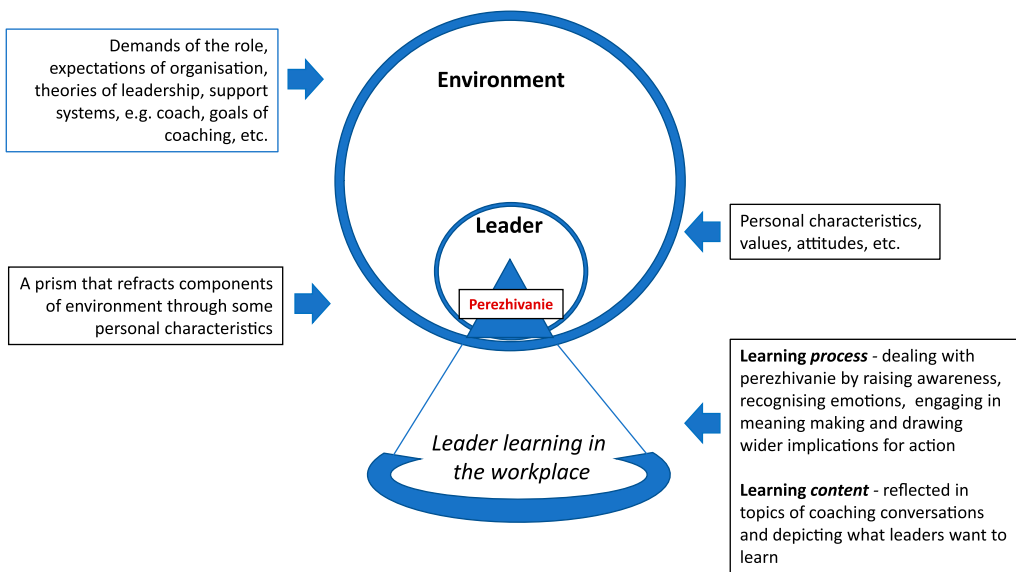 Demands of the role,
expectations of organisation,
theories of leadership, support
systems, e.g. coach, goals of
coaching, etc.
Environment
Leader
Personal characteristics,
values, attitudes, etc.
A prism that refracts components
of environment through some
personal characteristics
Perezhivanie
Learning process - dealing with
perezhivanie by raising awareness,
recognising emotions, engaging in
meaning making and drawing
wider implications for action
Leader learning in
the workplace
Learning content - reflected in
topics of coaching conversations
and depicting what leaders want to
learn